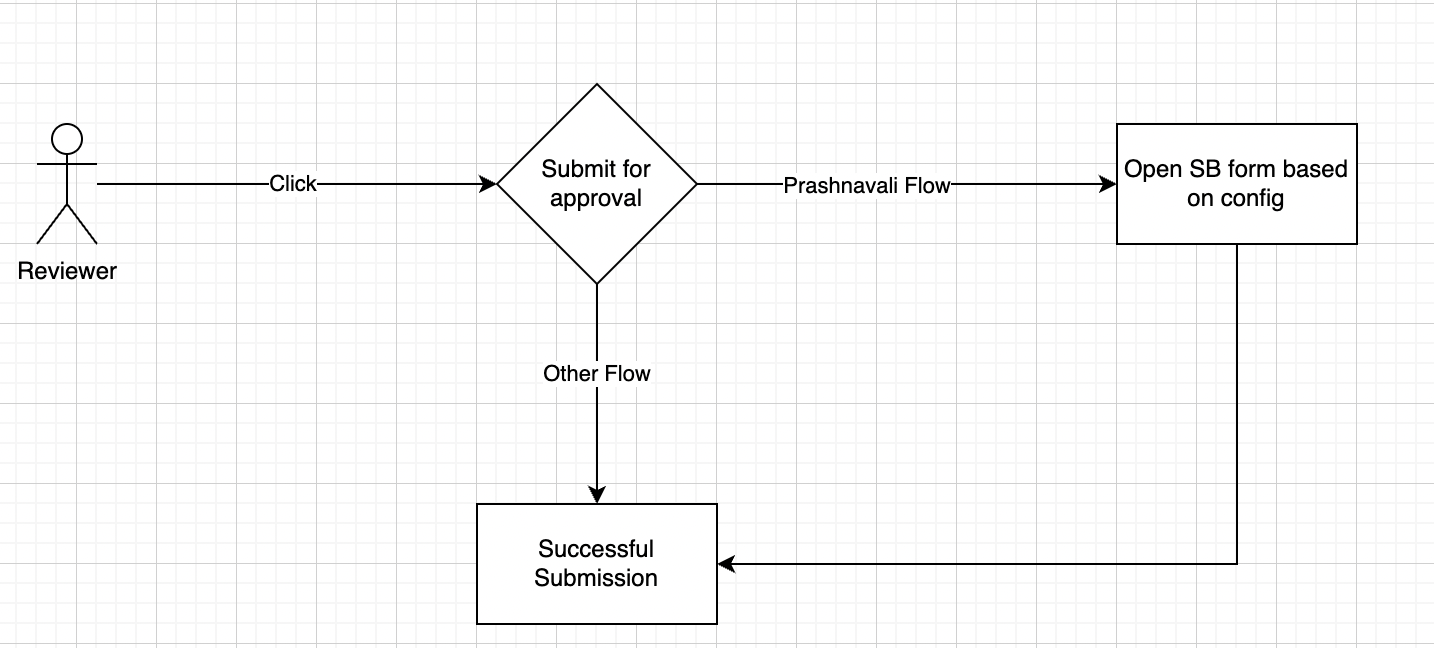 Submit for
approval
Click
Prashnavali Flow
Open SB form based
on config
Reviewer
Other Flow
Successful
Submission